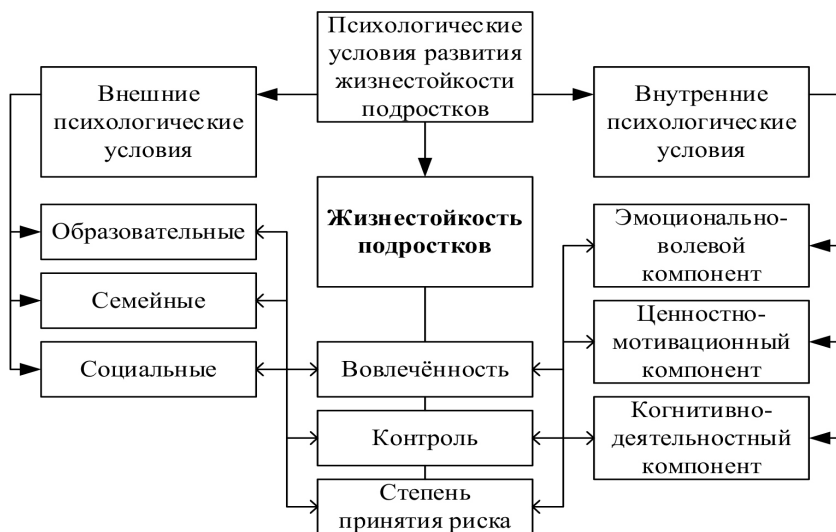 Психологические
условия развития
жизнестойкости
подростков
Внешние
психологические
условия
Внутренние
психологические
условия
Жизнестойкость
подростков
Образовательные
Семейные
Социальные
Вовлечённость
Контроль
Степень
принятия риска
Эмоционально-
волевой
компонент
Ценностно-
мотивационный
компонент
Когнитивно-
деятельностный
компонент